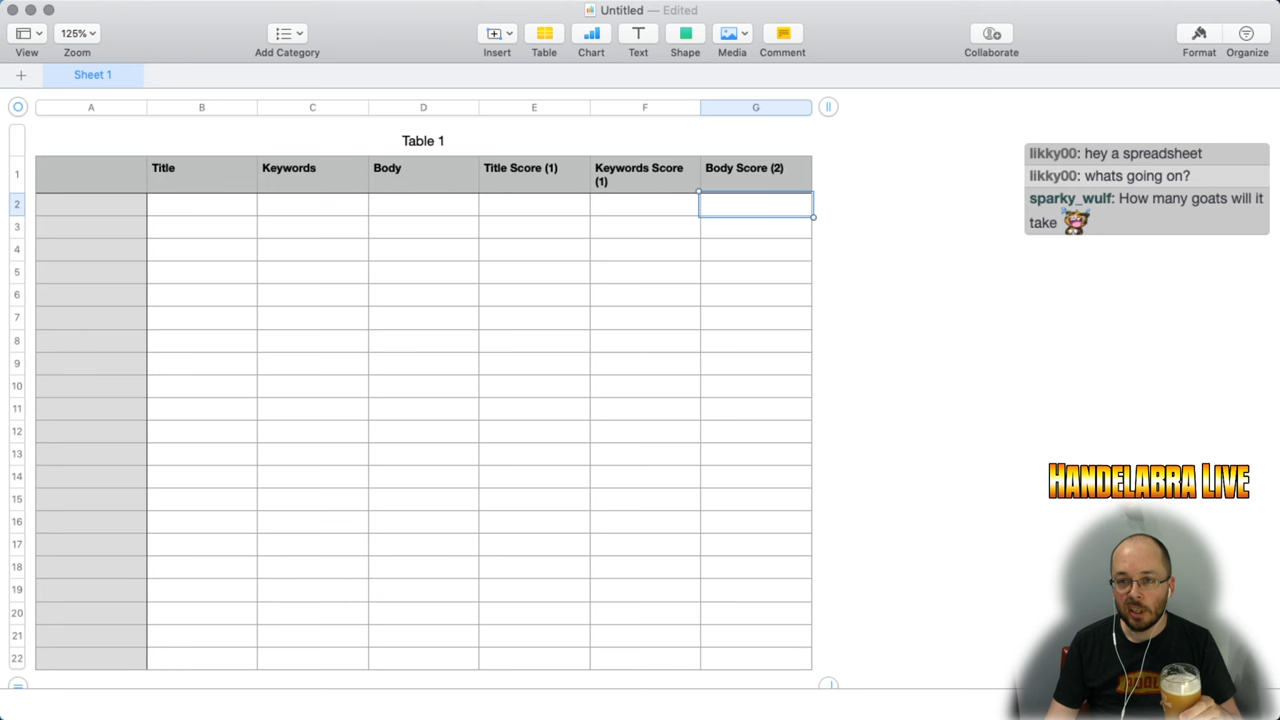 Untitled — Edited
125%
View
Zoom
Add Category
Insert
Table
Chart
Text
Shape
Media
Comment
Collaborate
Format
Organize
Sheet 1
A B C D E F G
Table 1
1 Title Keywords Body Title Score (1) Keywords Score (1) Body Score (2)
2
3
4
5
6
7
8
9
10
11
12
13
14
15
16
17
18
19
20
21
22
likky00: hey a spreadsheet
likky00: whats going on?
sparky_wulf: How many goats will it
take
HANDELABRA LIVE